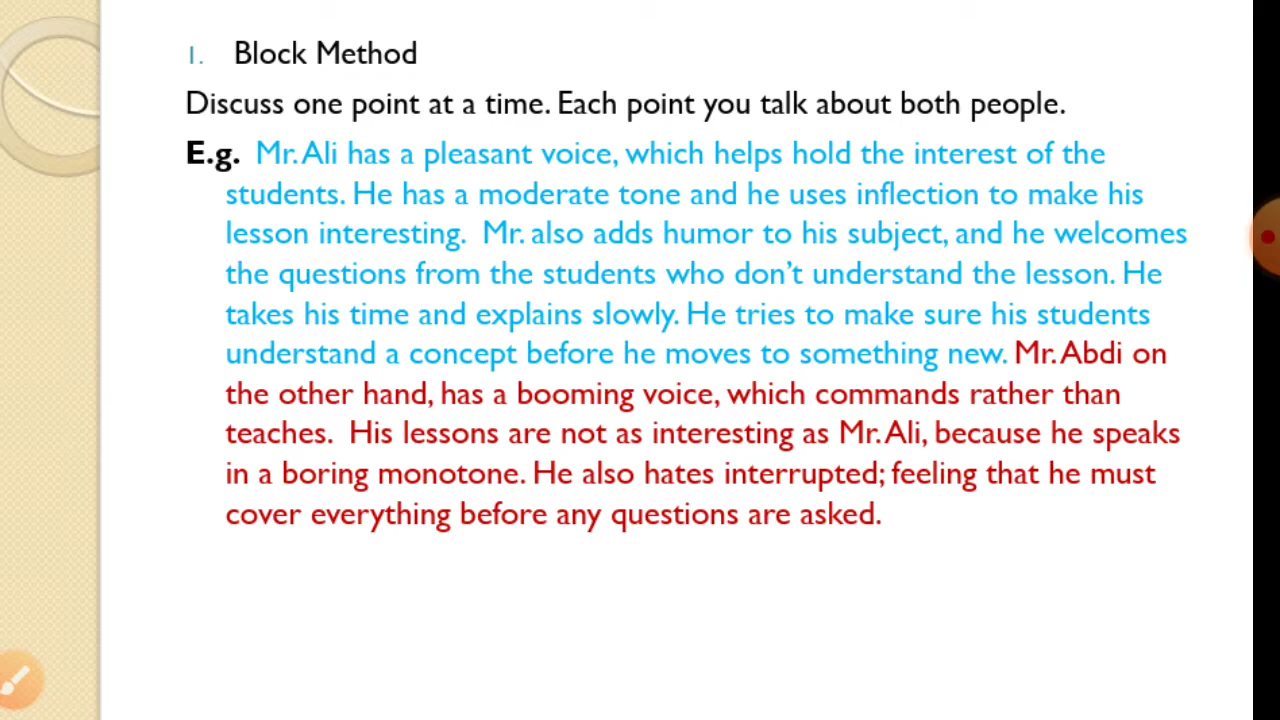 1. Block Method
Discuss one point at a time. Each point you talk about both people.
E.g. Mr. Ali has a pleasant voice, which helps hold the interest of the
students. He has a moderate tone and he uses inflection to make his
lesson interesting. Mr. also adds humor to his subject, and he welcomes
the questions from the students who don’t understand the lesson. He
takes his time and explains slowly. He tries to make sure his students
understand a concept before he moves to something new. Mr. Abdi on
the other hand, has a booming voice, which commands rather than
teaches. His lessons are not as interesting as Mr. Ali, because he speaks
in a boring monotone. He also hates interrupted; feeling that he must
cover everything before any questions are asked.